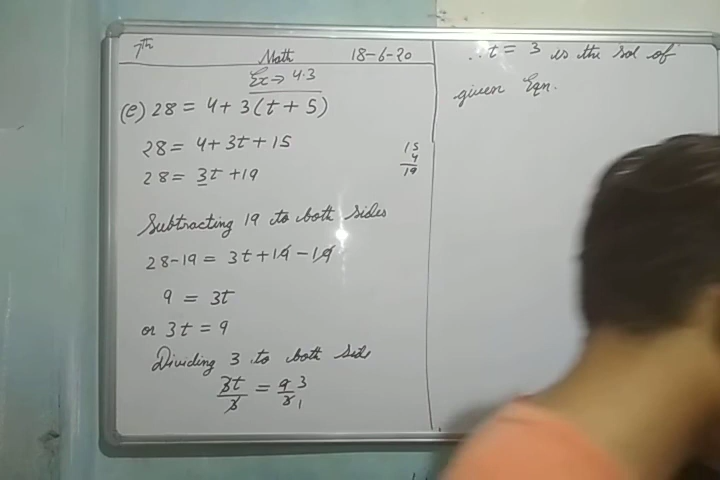 7th Math 18-6-20
Ex → 4.3
(e) 28 = 4 + 3(t + 5)
28 = 4 + 3t + 15
28 = 3t + 19
15
4
19
Subtracting 19 to both sides
28-19 = 3t + 19 - 19
9 = 3t
or 3t = 9
Dividing 3 to both side
3t/3 = 9/3 3 1
∴ t = 3 is the sol of
given Eqn.